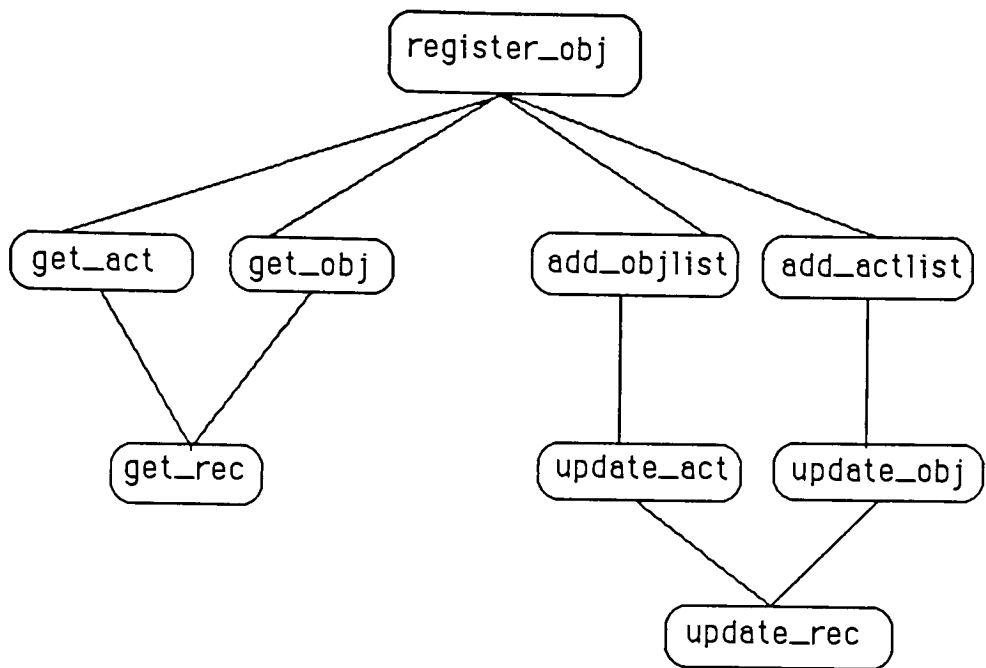 register_obj
get_act
get_obj
add_objlist
add_actlist
get_rec
update_act
update_obj
update_rec